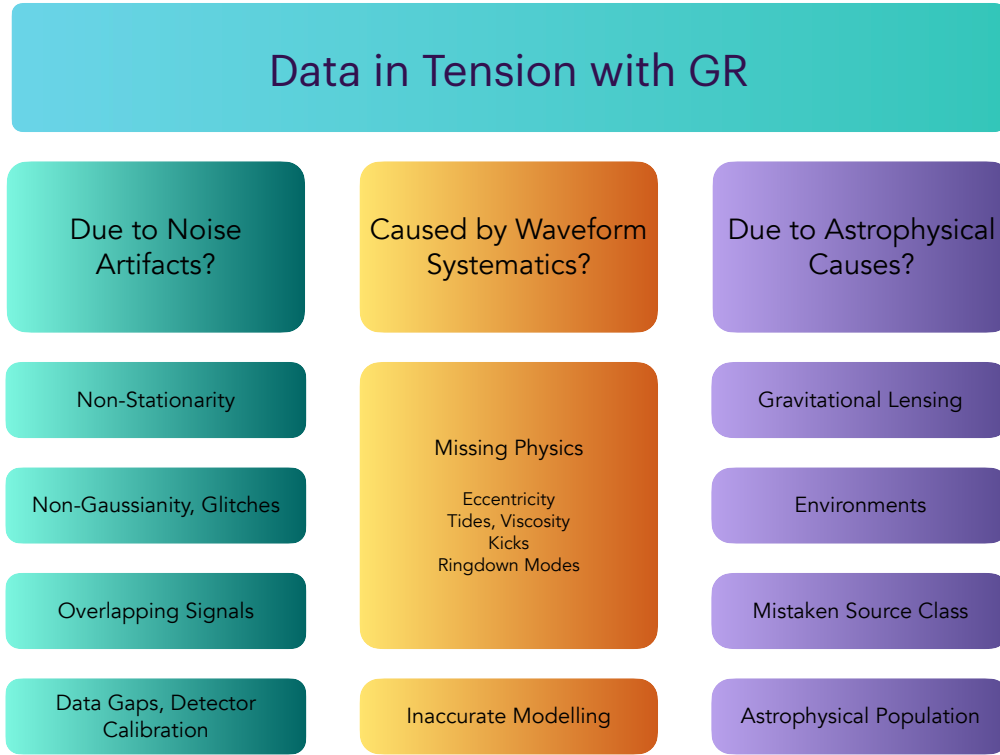 Data in Tension with GR
Due to Noise
Artifacts?
Non-Stationarity
Non-Gaussianity, Glitches
Overlapping Signals
Data Gaps, Detector
Calibration
Caused by Waveform
Systematics?
Missing Physics
Eccentricity
Tides, Viscosity
Kicks
Ringdown Modes
Inaccurate Modelling
Due to Astrophysical
Causes?
Gravitational Lensing
Environments
Mistaken Source Class
Astrophysical Population